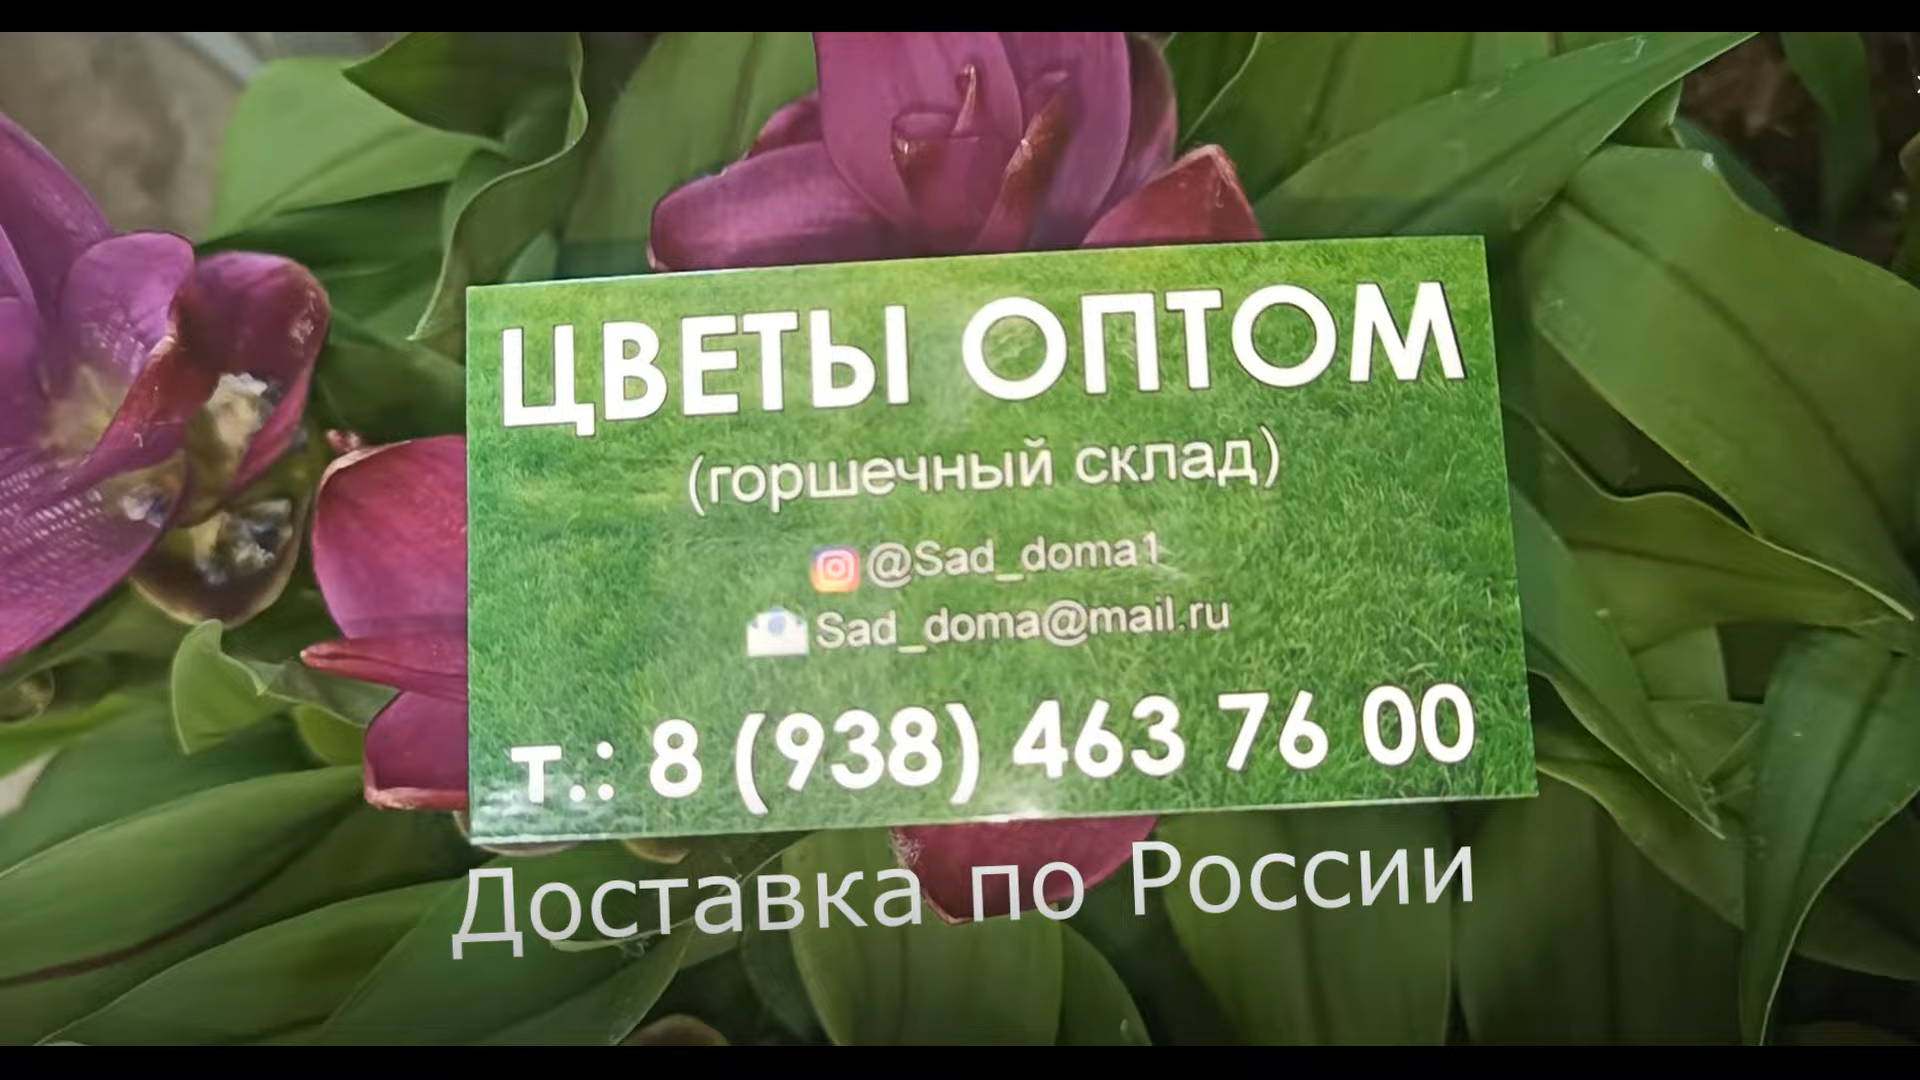 ЦВЕТЫ ОПТОМ
(горшечный склад)
@Sad_doma1
Sad_doma@mail.ru
т.: 8 (938) 463 76 00
Доставка по России